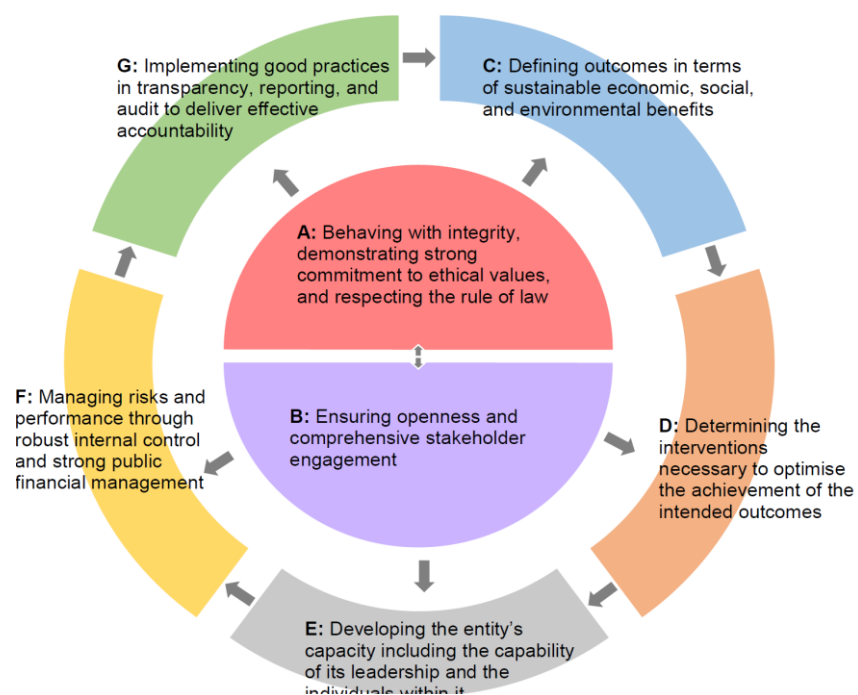 G: Implementing good practices
in transparency, reporting, and
audit to deliver effective
accountability
C: Defining outcomes in terms
of sustainable economic, social,
and environmental benefits
A: Behaving with integrity,
demonstrating strong
commitment to ethical values,
and respecting the rule of law
F: Managing risks and
performance through
robust internal control
and strong public
financial management
B: Ensuring openness and
comprehensive stakeholder
engagement
D: Determining the
interventions
necessary to optimise
the achievement of the
intended outcomes
E: Developing the entity’s
capacity including the capability
of its leadership and the
individuals within it